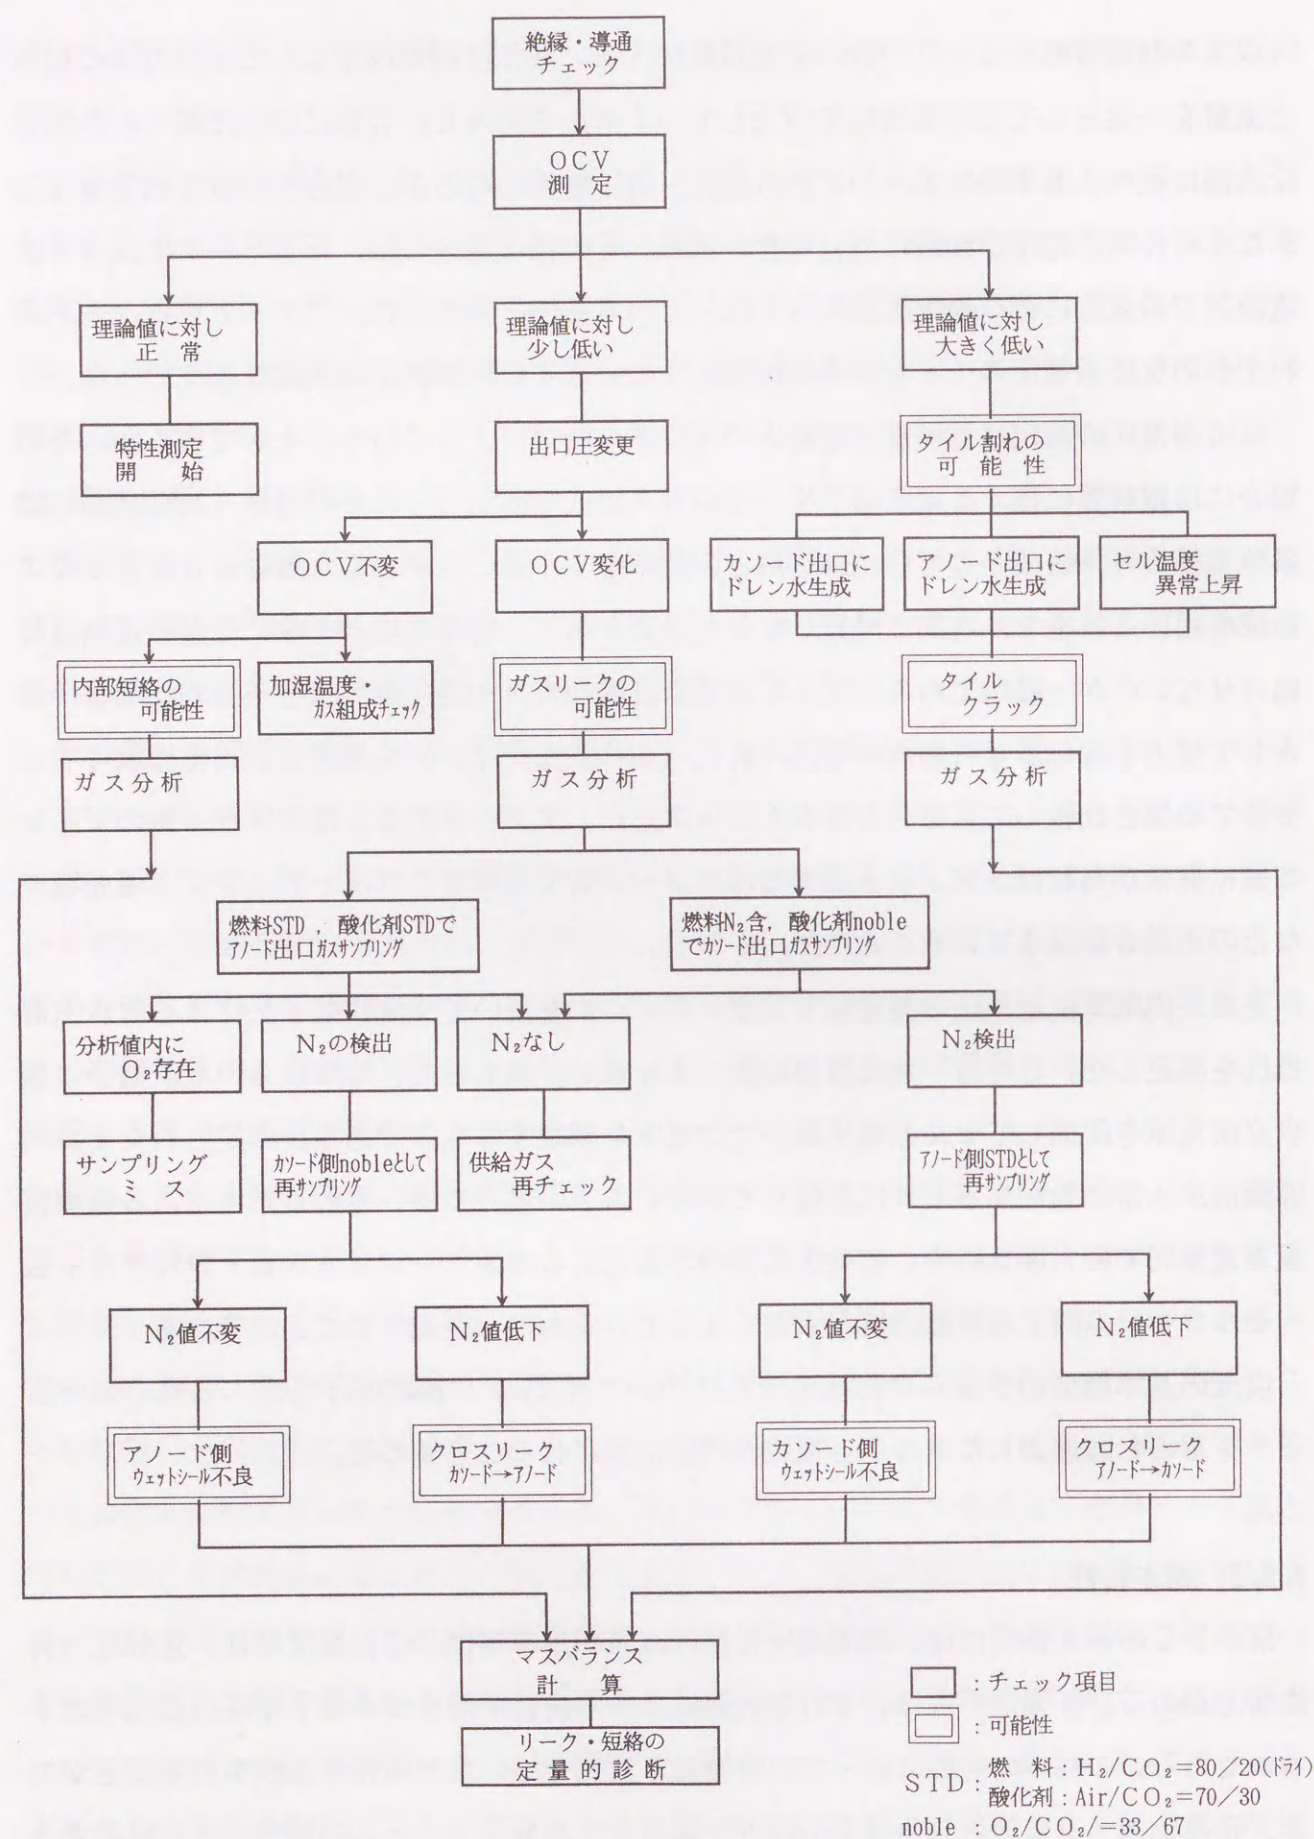 絶縁・導通
チェック
OCV
測 定
理論値に対し
正 常
理論値に対し
少し低い
理論値に対し
大きく低い
特性測定
開 始
出口圧変更
タイル割れの
可 能 性
OCV不変
OCV変化
カソード出口に
ドレン水生成
アノード出口の
ドレン水生成
セル温度
異常上昇
内部短絡の
可能性
加湿温度・
ガス組成チェック
ガスリークの
可能性
タイル
クラック
ガス分析
ガス分析
ガス分析
燃料STD , 酸化剤STDで
アノード出口ガスサンプリング
燃料N₂含, 酸化剤noble
でカソード出口ガスサンプリング
分析値内に
O₂存在
N₂の検出
N₂なし
N₂検出
サンプリング
ミス
カソード側nobleとして
再サンプリング
供給ガス
再チェック
アノード側STDとして
再サンプリング
N₂値不変
N₂値低下
N₂値不変
N₂値低下
アノード側
ウェットシール不良
クロスリーク
カソード→アノード
カソード側
ウェットシール不良
クロスリーク
アノード→カソード
マスバランス
計 算
リーク・短絡の
定量的診断
: チェック項目
: 可能性
STD : 燃 料 : H₂/CO₂=80/20(ドライ)
酸化剤 : Air/CO₂=70/30
noble : O₂/CO₂/=33/67